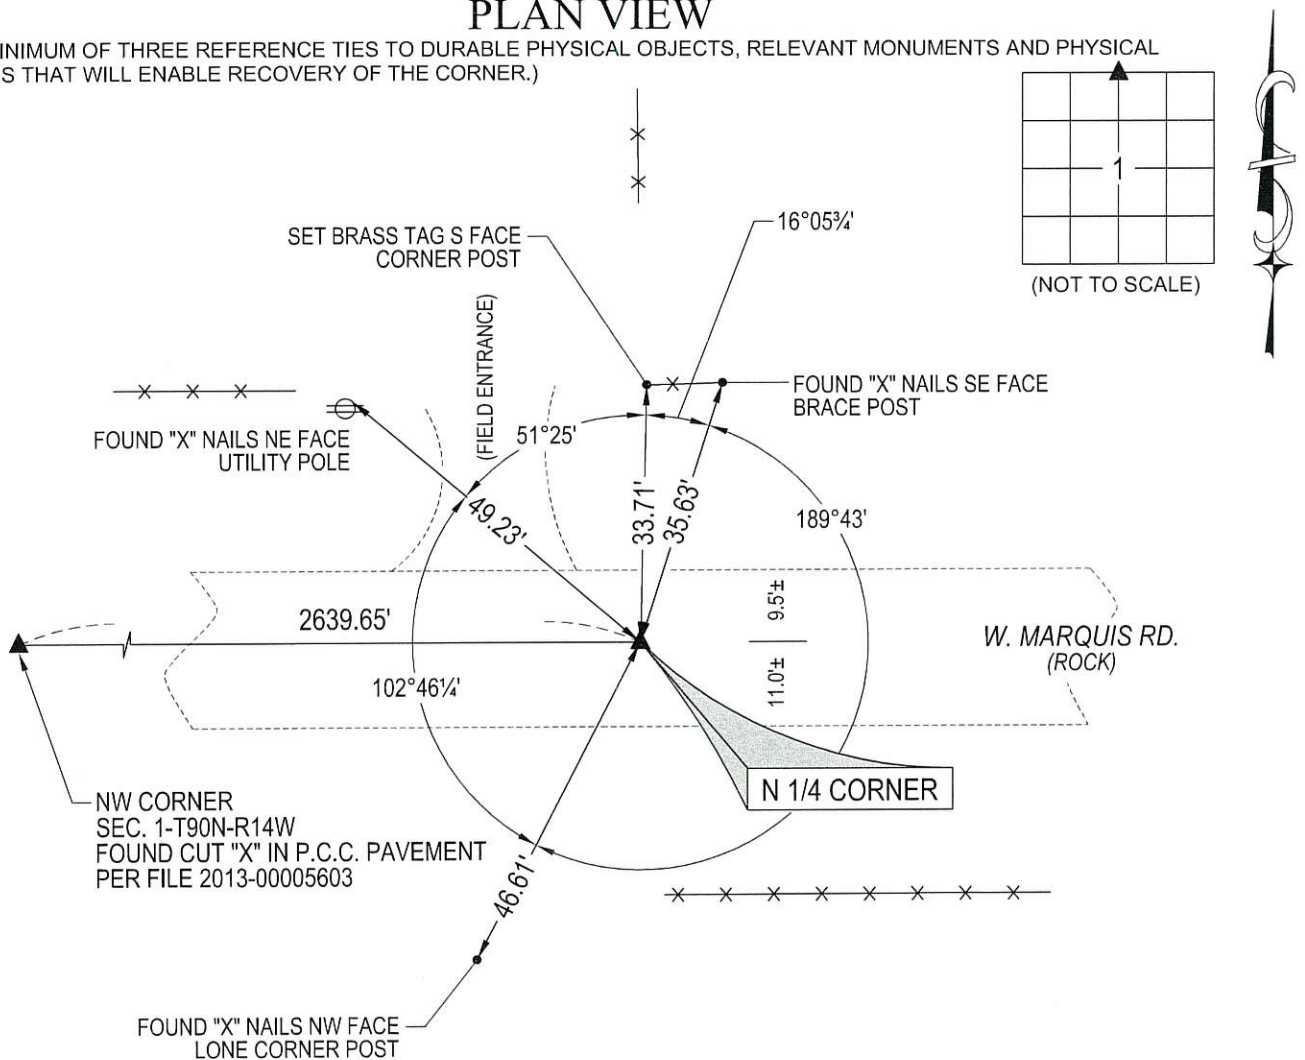 PLAN VIEW
INIMUM OF THREE REFERENCE TIES TO DURABLE PHYSICAL OBJECTS, RELEVANT MONUMENTS AND PHYSICAL
S THAT WILL ENABLE RECOVERY OF THE CORNER.)
1
(NOT TO SCALE)
SET BRASS TAG S FACE
CORNER POST
16°05¾'
(FIELD ENTRANCE)
FOUND "X" NAILS SE FACE
BRACE POST
FOUND "X" NAILS NE FACE
UTILITY POLE
51°25'
49.23'
33.71'
35.63'
189°43'
2639.65'
9.5'±
11.0'±
W. MARQUIS RD.
(ROCK)
102°46¼'
N 1/4 CORNER
NW CORNER
SEC. 1-T90N-R14W
FOUND CUT "X" IN P.C.C. PAVEMENT
PER FILE 2013-00005603
46.61'
FOUND "X" NAILS NW FACE
LONE CORNER POST